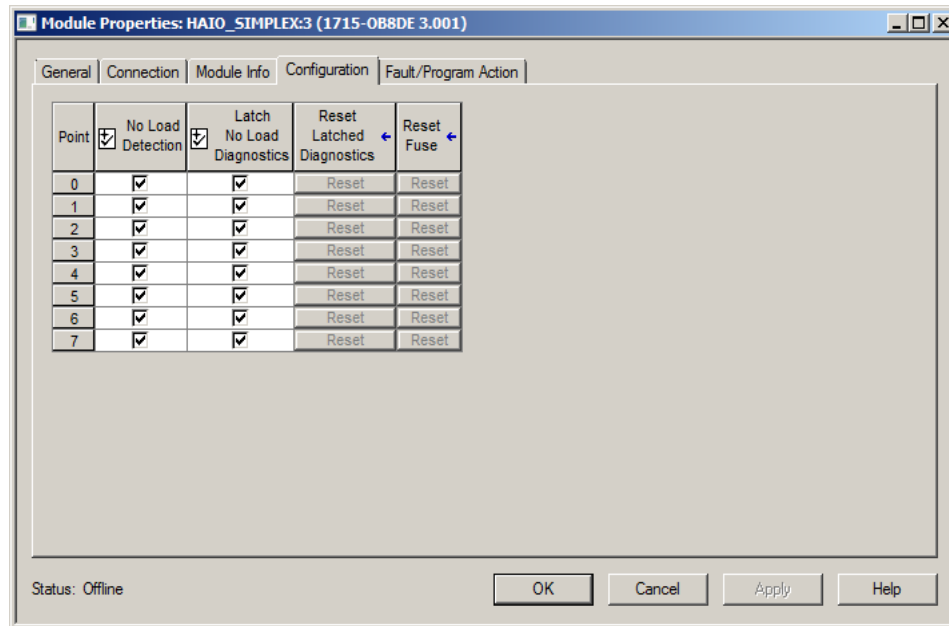 Module Properties: HAIO_SIMPLEX:3 (1715-OB8DE 3.001)
General Connection Module Info Configuration Fault/Program Action
Point No Load Detection Latch No Load Diagnostics Reset Latched Diagnostics Reset Fuse
0 Reset Reset
1 Reset Reset
2 Reset Reset
3 Reset Reset
4 Reset Reset
5 Reset Reset
6 Reset Reset
7 Reset Reset
Status: Offline OK Cancel Apply Help